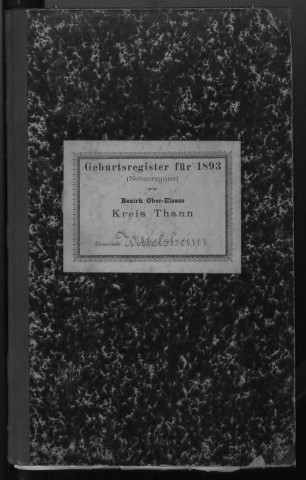 Geburtsregister für 1893
(Nebenregister)
Bezirk Ober-Elsass
Kreis Thann
Gemeinde Wittelsheim